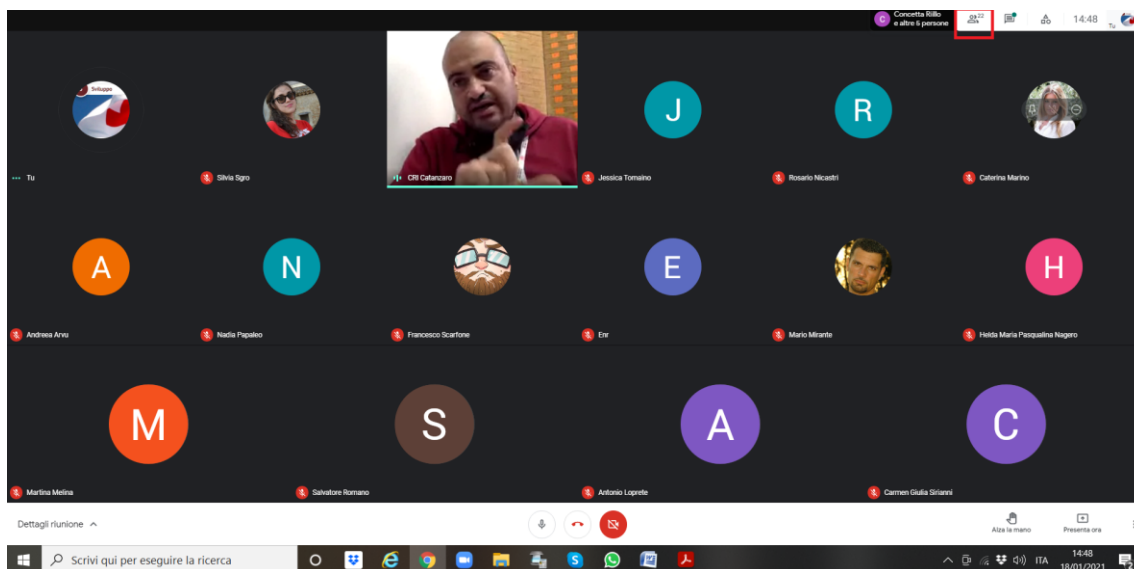 C
Concetta Rillo
e altre 5 persone
22
14:48
Tu
Sviluppo
J
R
Tu
Silvia Sgro
CRI Catanzaro
Jessica Tomaino
Rosario Nicastri
Caterina Marino
A
N
E
H
Andreea Arvu
Nadia Papaleo
Francesco Scarfone
Enr
Mario Mirante
Helda Maria Pasqualina Nagero
M
S
A
C
Martina Melina
Salvatore Romano
Antonio Loprete
Carmen Giulia Sirianni
Dettagli riunione
Alza la mano
Presenta ora
Scrivi qui per eseguire la ricerca
ITA
14:48
18/01/2021
2